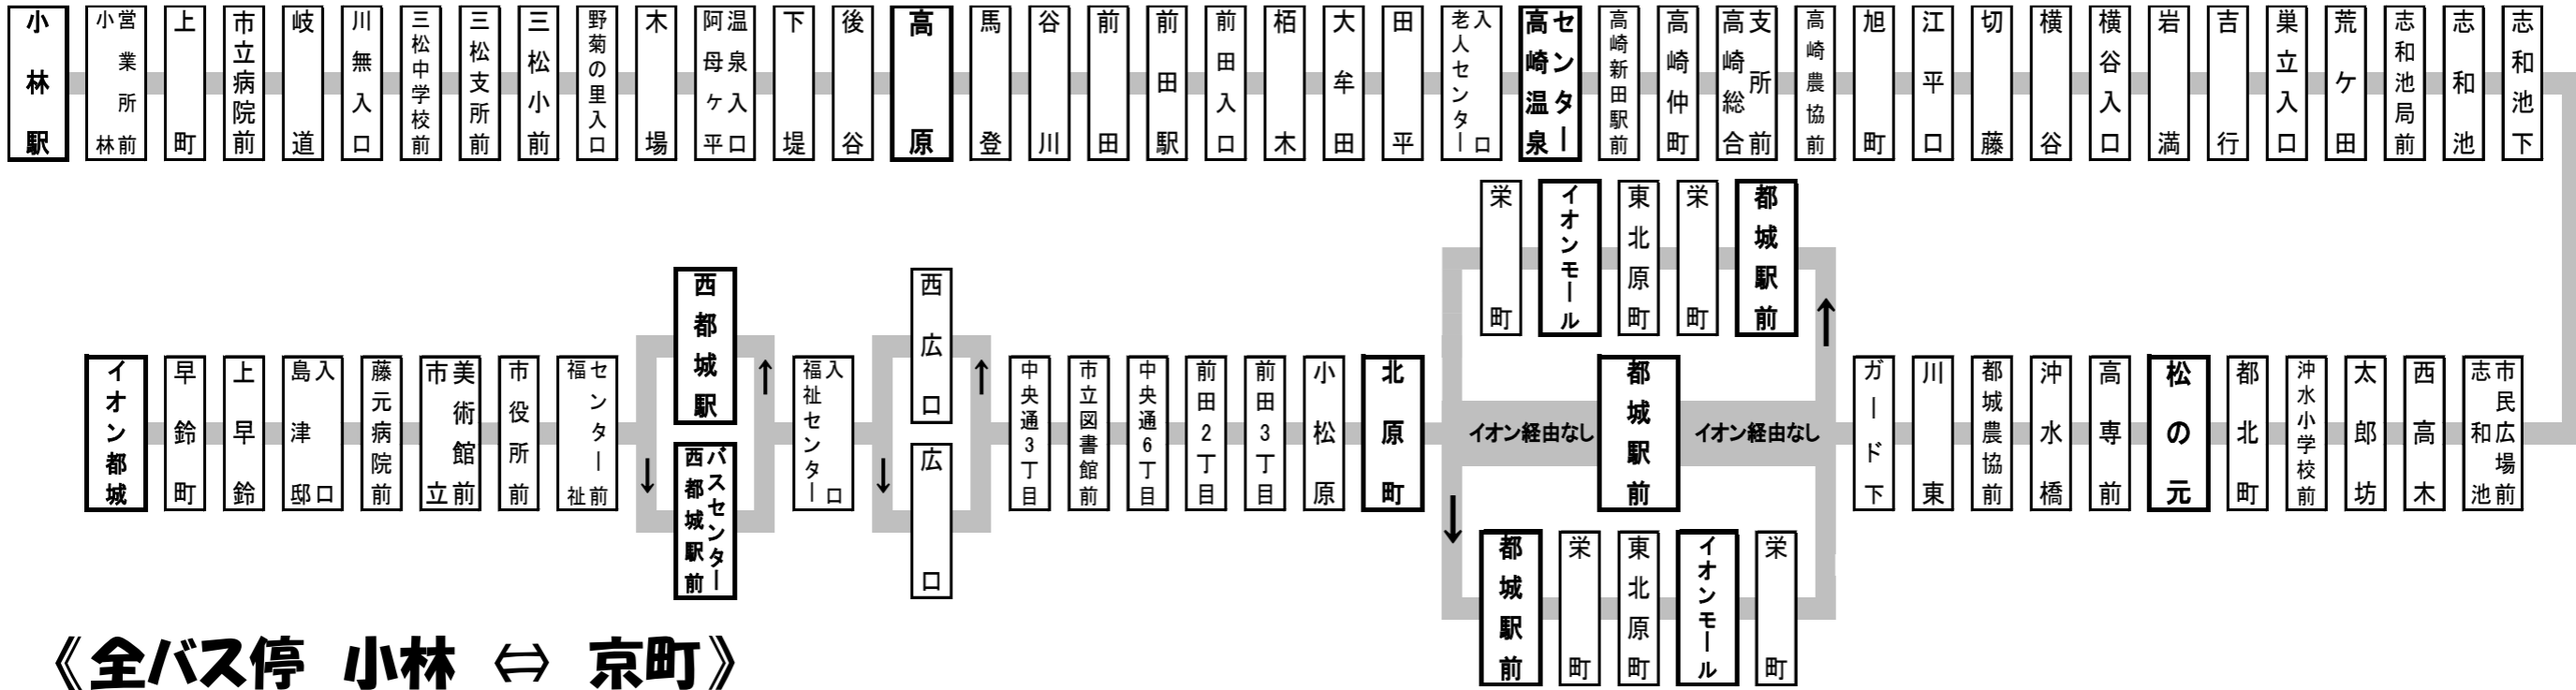 小林駅
小林営業所前
上町
市立病院前
岐道
川無入口
三松中学校前
三松支所前
三松小前
野菊の里入口
木場
阿母ケ平温泉入口
下堤
後谷
高原
馬登
谷川
前田
前田駅
前田入口
栢木
大牟田
田平
老人センター入口
高崎温泉センター
高崎新田駅前
高崎仲町
高崎総合支所前
高崎農協前
旭町
江平口
切藤
横谷
横谷入口
岩満
吉行
巣立入口
荒ケ田
志和池局前
志和池
志和池下
栄町
イオンモール
東北原町
栄町
都城駅前
西都城駅
西広口
イオン都城
早鈴町
上早鈴
島津邸入口
藤元病院前
市立美術館前
市役所前
福祉センター前
↑
↓
西都城駅前バスセンター
福祉センター入口
↑
↓
広口
中央通3丁目
市立図書館前
中央通6丁目
前田2丁目
前田3丁目
小松原
北原町
イオン経由なし
都城駅前
イオン経由なし
↑
↓
ガード下
川東
都城農協前
沖水橋
高専前
松の元
都北町
沖水小学校前
太郎坊
西高木
志和池市民広場前
都城駅前
栄町
東北原町
イオンモール
栄町
《全バス停 小林 ⇔ 京町》